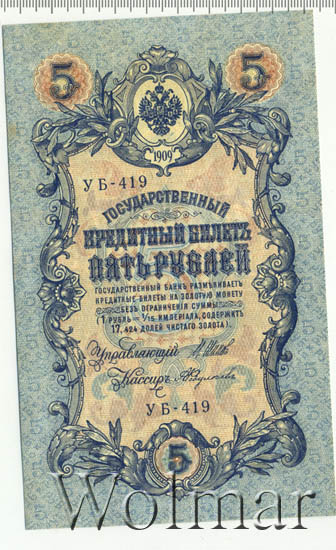 5 5
1909
УБ-419
ГОСУДАРСТВЕННЫЙ
КРЕДИТНЫЙ БИЛЕТЪ
ПЯТЬ РУБЛЕЙ
ГОСУДАРСТВЕННЫЙ БАНКЪ РАЗМѢНИВАЕТЪ
КРЕДИТНЫЕ БИЛЕТЫ НА ЗОЛОТУЮ МОНЕТУ
БЕЗЪ ОГРАНИЧЕНІЯ СУММЫ
(1 РУБЛЬ = 1/15 ИМПЕРІАЛА, СОДЕРЖИТЪ
17,424 ДОЛЕЙ ЧИСТАГО ЗОЛОТА).
Управляющій
Кассиръ
УБ-419
5
Wolmar